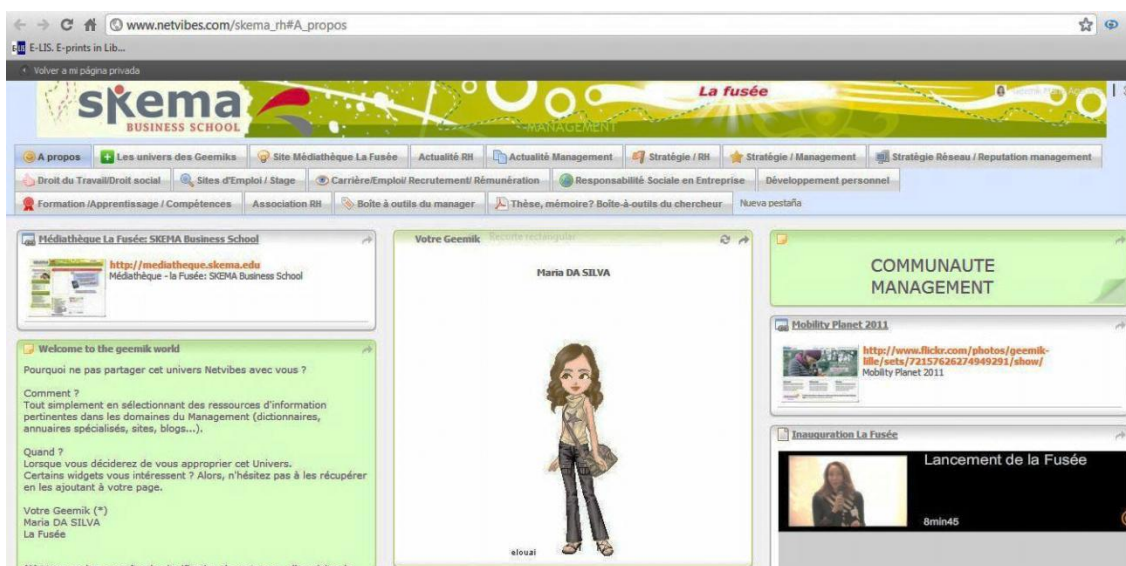 www.netvibes.com/skema_rh#A_propos
E-LIS. E-prints in Lib...
Volver a mi página privada
skema
BUSINESS SCHOOL
La fusée
MANAGEMENT
A propos
Les univers des Geemiks
Site Médiathèque La Fusée
Actualité RH
Actualité Management
Stratégie / RH
Stratégie / Management
Stratégie Réseau / Reputation management
Droit du Travail/Droit social
Sites d'Emploi / Stage
Carrière/Emploi/ Recrutement/ Rémunération
Responsabilité Sociale en Entreprise
Développement personnel
Formation /Apprentissage / Compétences
Association RH
Boîte à outils du manager
Thèse, mémoire? Boîte-à-outils du chercheur
Nueva pestaña
Médiathèque La Fusée: SKEMA Business School
http://mediatheque.skema.edu
Médiathèque - la Fusée: SKEMA Business School
Welcome to the geemik world
Pourquoi ne pas partager cet univers Netvibes avec vous ?
Comment ?
Tout simplement en sélectionnant des ressources d'information
pertinentes dans les domaines du Management (dictionnaires,
annuaires spécialisés, sites, blogs...).
Quand ?
Lorsque vous déciderez de vous approprier cet Univers.
Certains widgets vous intéressent ? Alors, n'hésitez pas à les récupérer
en les ajoutant à votre page.
Votre Geemik (*)
Maria DA SILVA
La Fusée
Votre Geemik
Recorte rectangular
Maria DA SILVA
elouai
COMMUNAUTE
MANAGEMENT
Mobility Planet 2011
http://www.flickr.com/photos/geemik-
lille/sets/72157626274949291/show/
Mobility Planet 2011
Inauguration La Fusée
Lancement de la Fusée
8min45